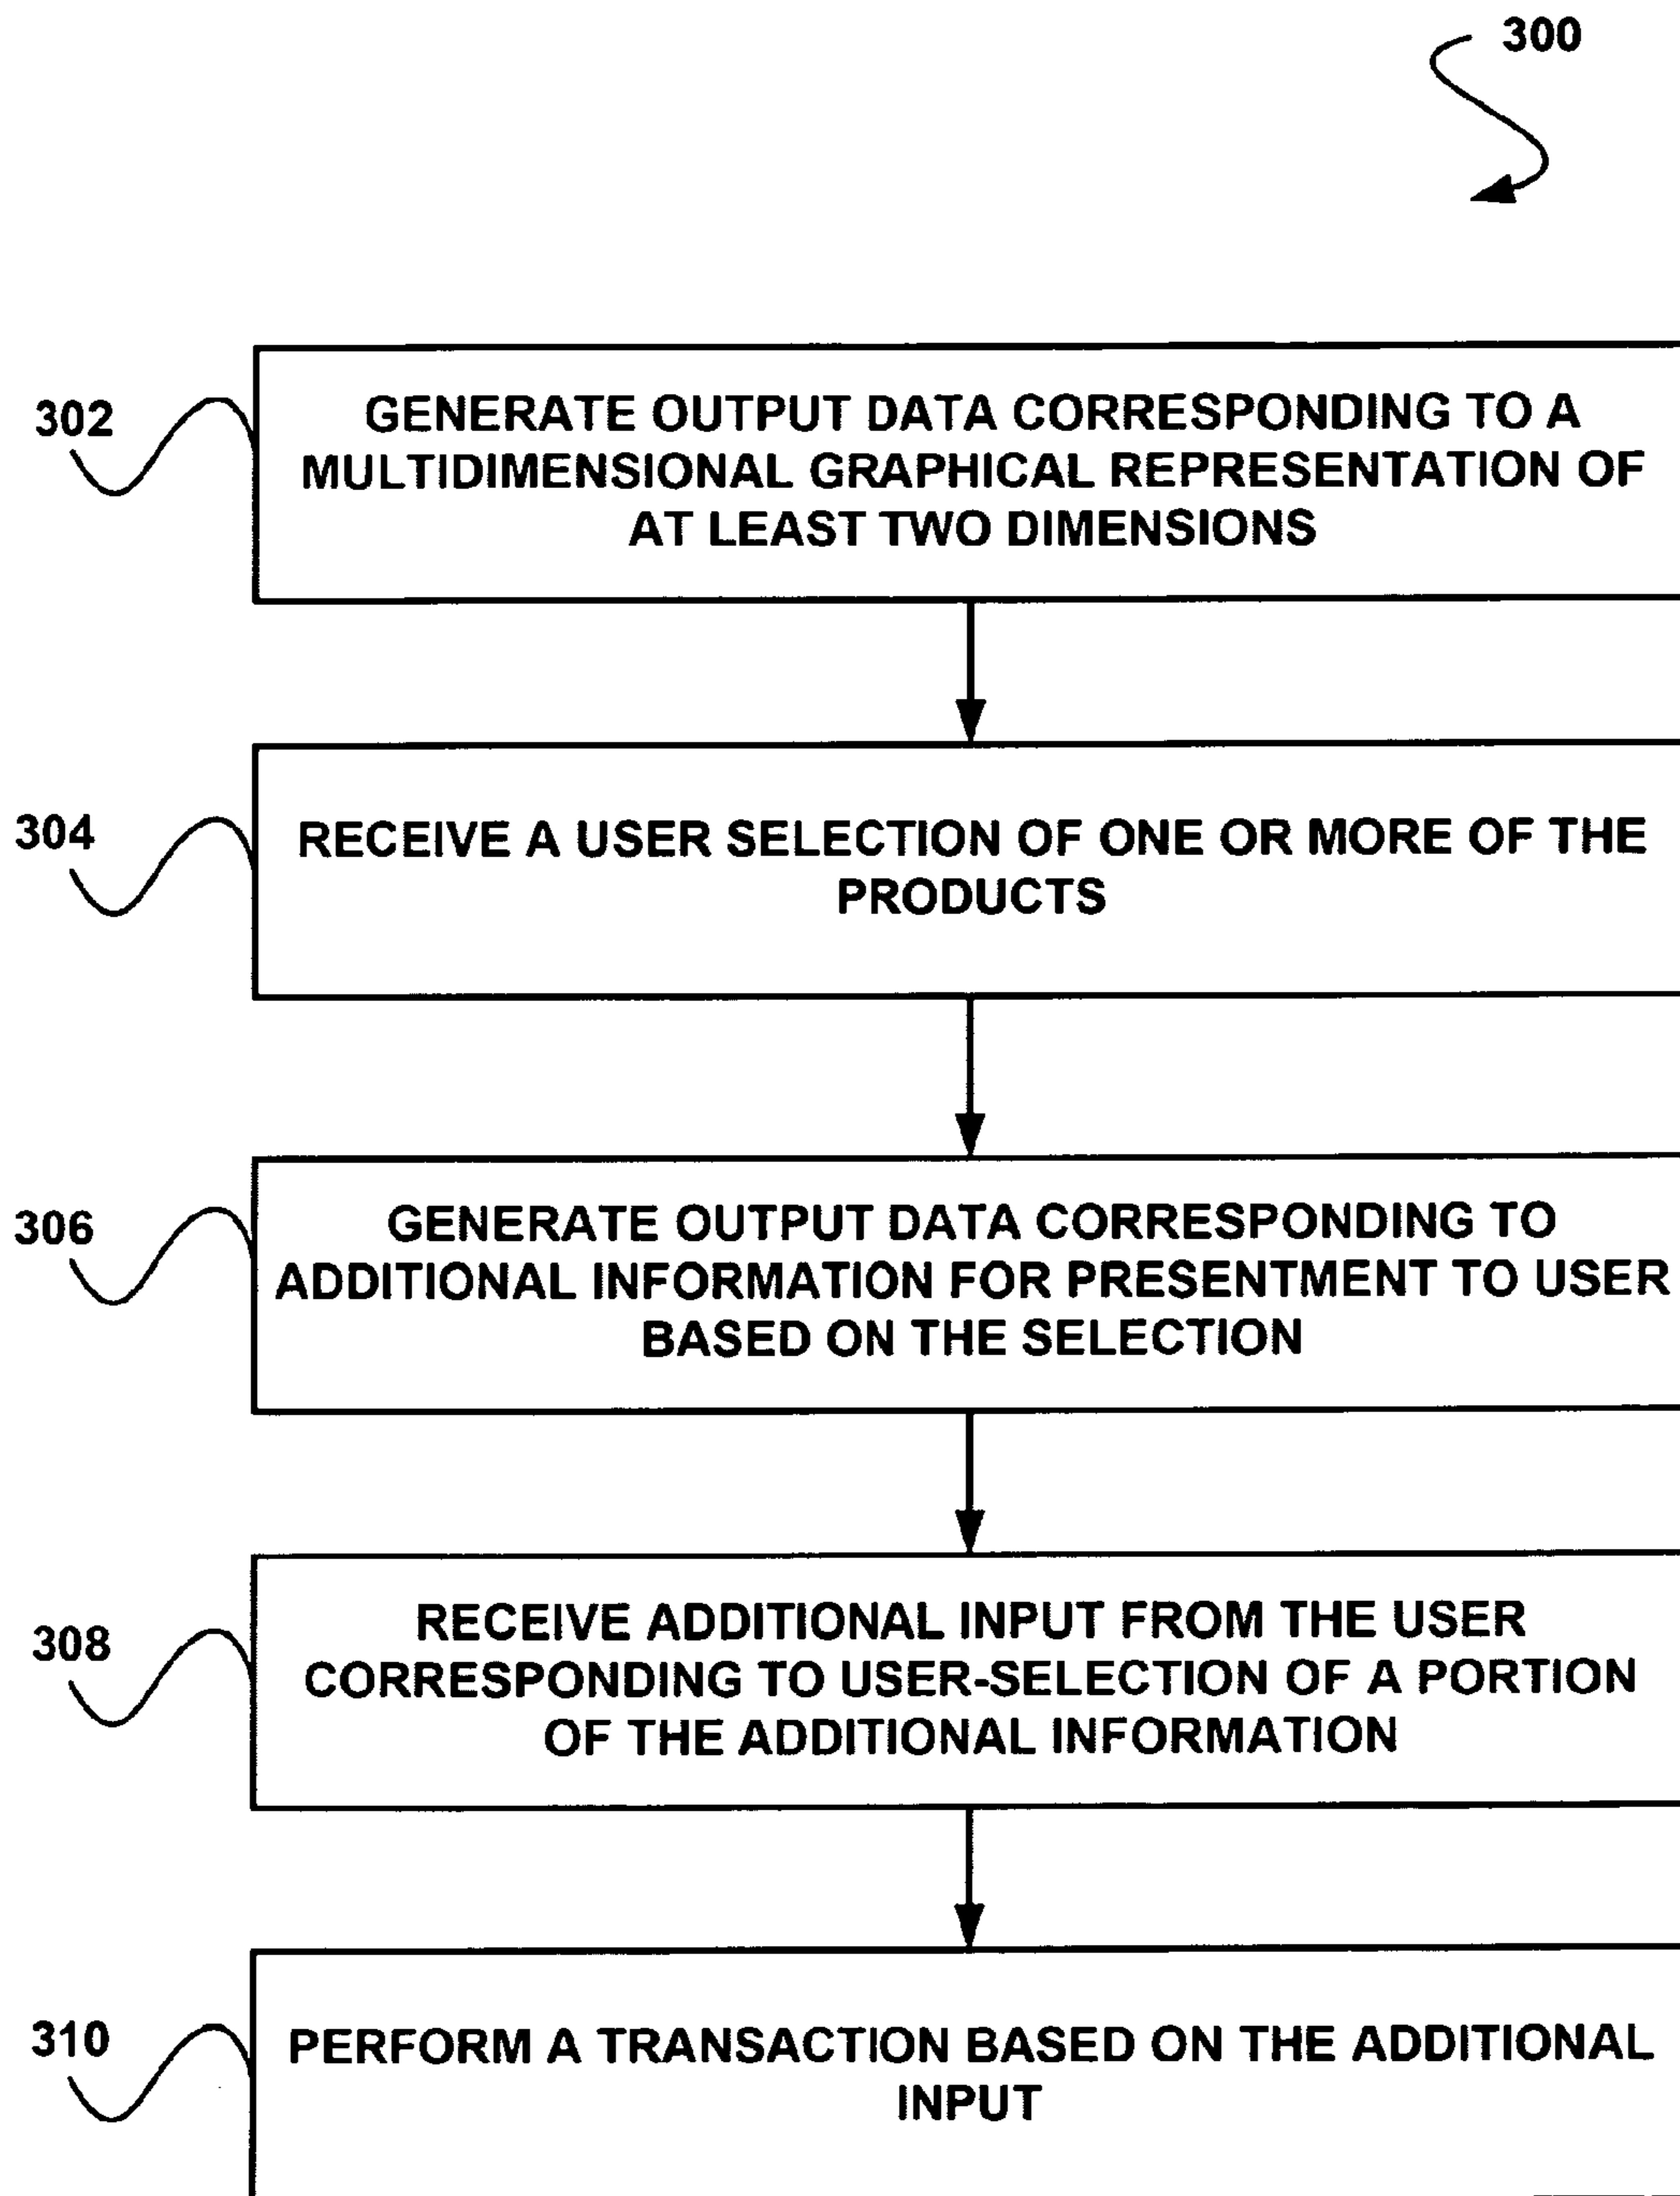 300
302
GENERATE OUTPUT DATA CORRESPONDING TO A
MULTIDIMENSIONAL GRAPHICAL REPRESENTATION OF
AT LEAST TWO DIMENSIONS
304
RECEIVE A USER SELECTION OF ONE OR MORE OF THE
PRODUCTS
306
GENERATE OUTPUT DATA CORRESPONDING TO
ADDITIONAL INFORMATION FOR PRESENTMENT TO USER
BASED ON THE SELECTION
308
RECEIVE ADDITIONAL INPUT FROM THE USER
CORRESPONDING TO USER-SELECTION OF A PORTION
OF THE ADDITIONAL INFORMATION
310
PERFORM A TRANSACTION BASED ON THE ADDITIONAL
INPUT